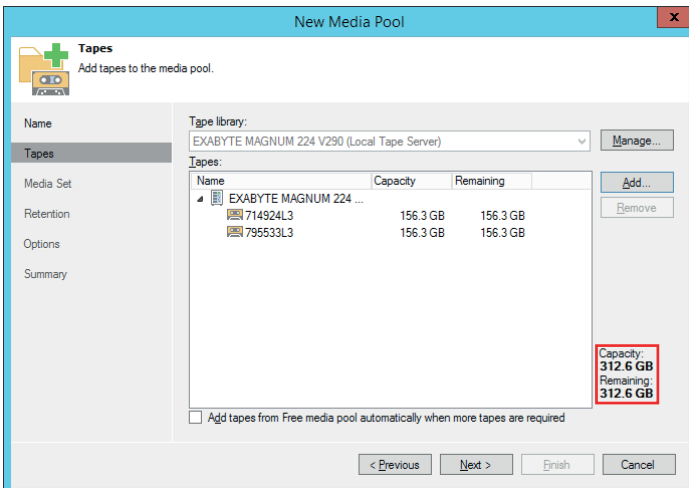 New Media Pool
x
Tapes
Add tapes to the media pool.
Name
Tapes
Media Set
Retention
Options
Summary
Tape library:
EXABYTE MAGNUM 224 V290 (Local Tape Server)
Manage...
Tapes:
Name Capacity Remaining
EXABYTE MAGNUM 224 ...
714924L3 156.3 GB 156.3 GB
795533L3 156.3 GB 156.3 GB
Add...
Remove
Capacity:
312.6 GB
Remaining:
312.6 GB
Add tapes from Free media pool automatically when more tapes are required
< Previous Next > Finish Cancel